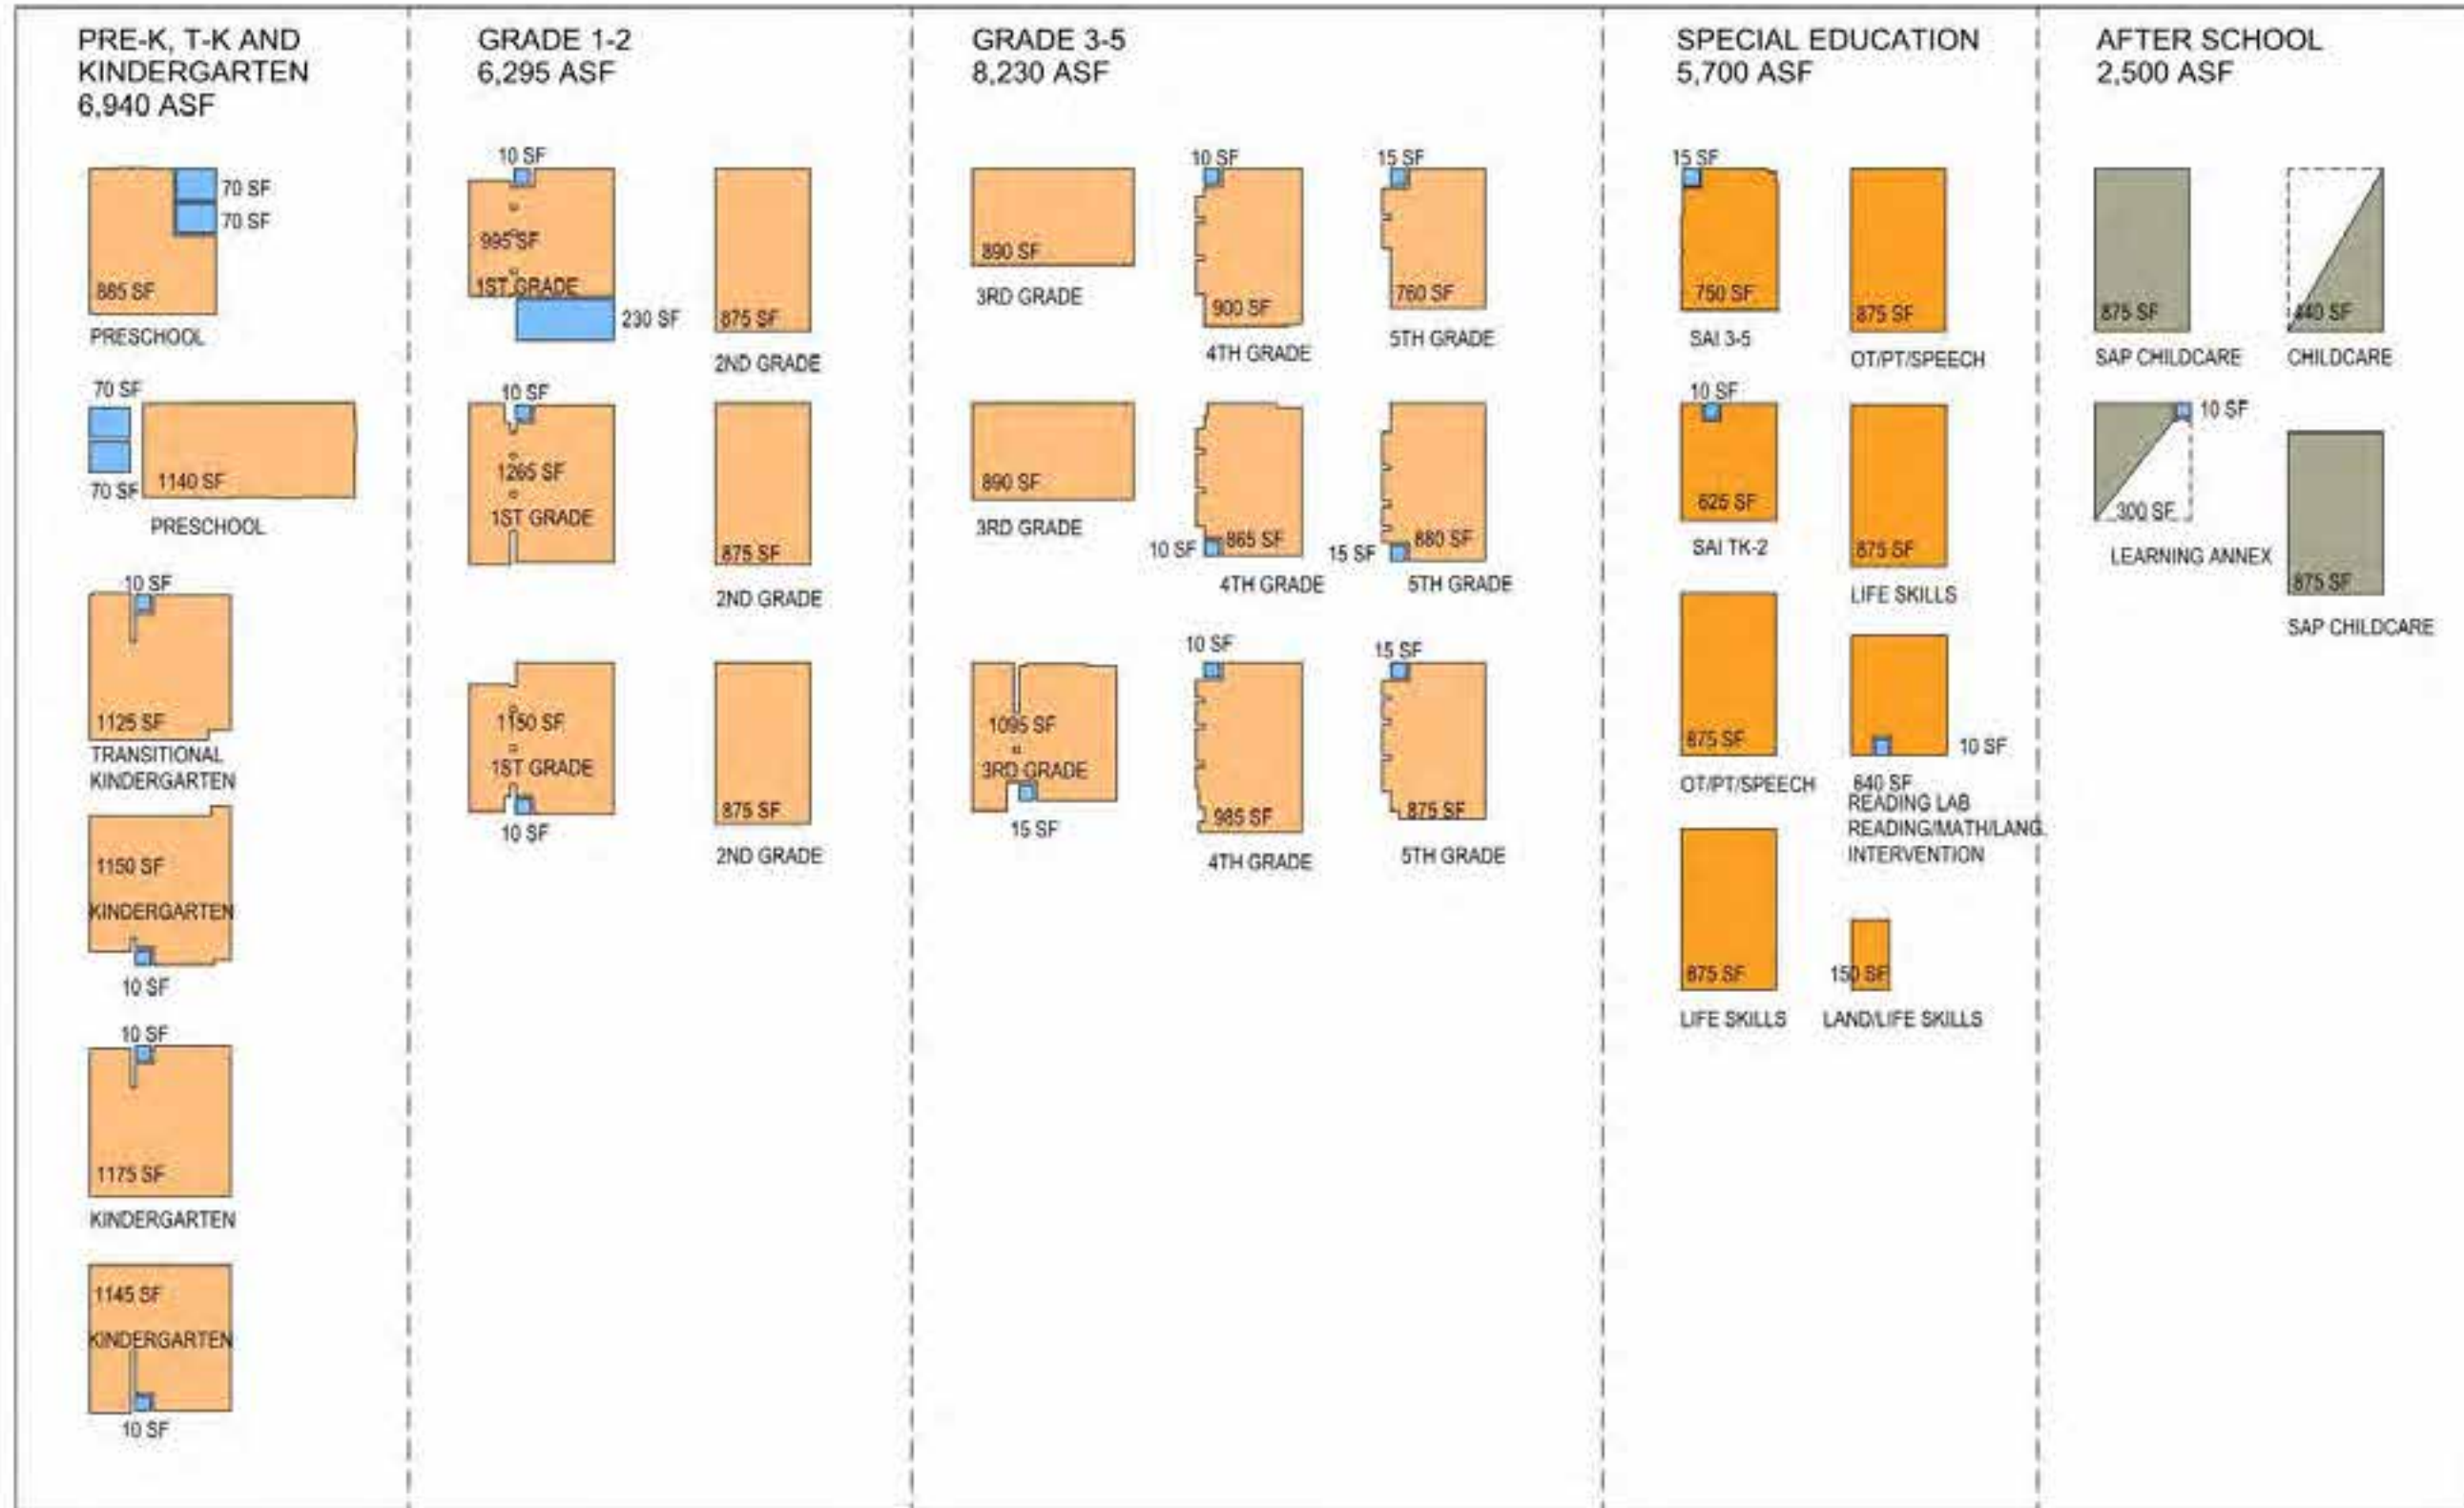 PRE-K, T-K AND
KINDERGARTEN
6,940 ASF
70 SF
70 SF
885 SF
PRESCHOOL
70 SF
70 SF
1140 SF
PRESCHOOL
10 SF
1125 SF
TRANSITIONAL
KINDERGARTEN
1150 SF
KINDERGARTEN
10 SF
10 SF
1175 SF
KINDERGARTEN
1145 SF
KINDERGARTEN
10 SF
GRADE 1-2
6,295 ASF
10 SF
995 SF
1ST GRADE
230 SF
875 SF
2ND GRADE
10 SF
1265 SF
1ST GRADE
875 SF
2ND GRADE
1150 SF
1ST GRADE
10 SF
875 SF
2ND GRADE
GRADE 3-5
8,230 ASF
890 SF
3RD GRADE
10 SF
900 SF
4TH GRADE
15 SF
760 SF
5TH GRADE
890 SF
3RD GRADE
10 SF
865 SF
4TH GRADE
15 SF
880 SF
5TH GRADE
1095 SF
3RD GRADE
15 SF
10 SF
985 SF
4TH GRADE
15 SF
875 SF
5TH GRADE
SPECIAL EDUCATION
5,700 ASF
15 SF
750 SF
SAI 3-5
875 SF
OT/PT/SPEECH
10 SF
625 SF
SAI TK-2
875 SF
LIFE SKILLS
875 SF
OT/PT/SPEECH
10 SF
640 SF
READING LAB
READING/MATH/LANG.
INTERVENTION
875 SF
LIFE SKILLS
150 SF
LAND/LIFE SKILLS
AFTER SCHOOL
2,500 ASF
875 SF
SAP CHILDCARE
440 SF
CHILDCARE
10 SF
300 SF
LEARNING ANNEX
875 SF
SAP CHILDCARE